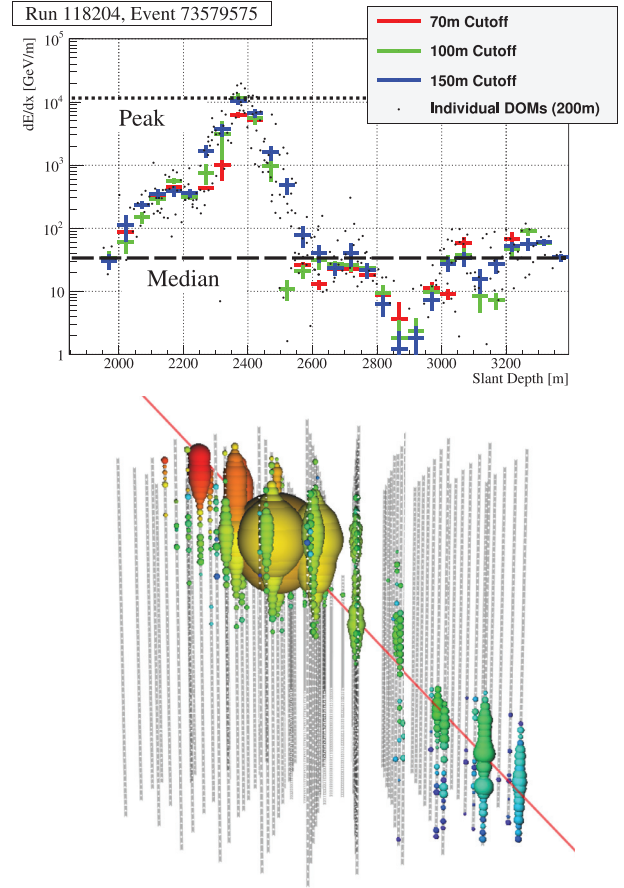 Run 118204, Event 73579575
dE/dx [GeV/m]
10^5
10^4
10^3
10^2
10
1
Peak
Median
70m Cutoff
100m Cutoff
150m Cutoff
Individual DOMs (200m)
2000 2200 2400 2600 2800 3000 3200
Slant Depth [m]